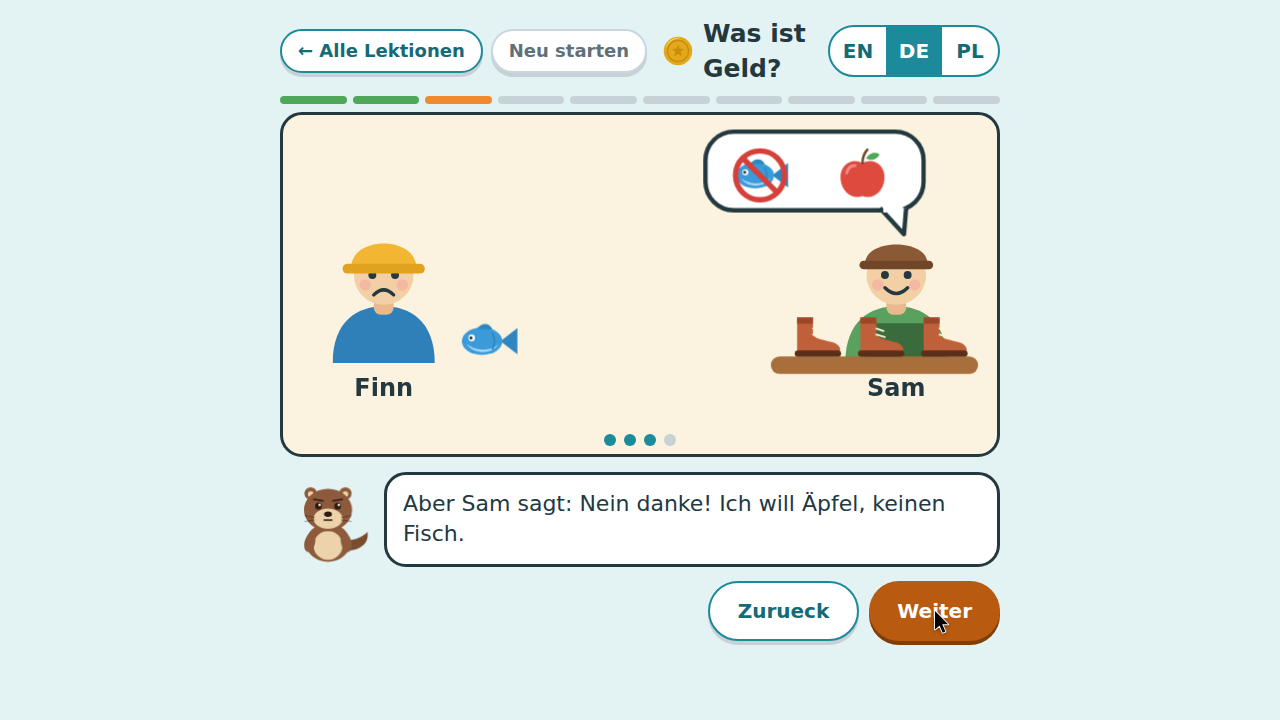 ← Alle Lektionen
Neu starten
Was ist
Geld?
EN DE PL
Finn
Sam
Aber Sam sagt: Nein danke! Ich will Äpfel, keinen
Fisch.
Zurueck
Weiter